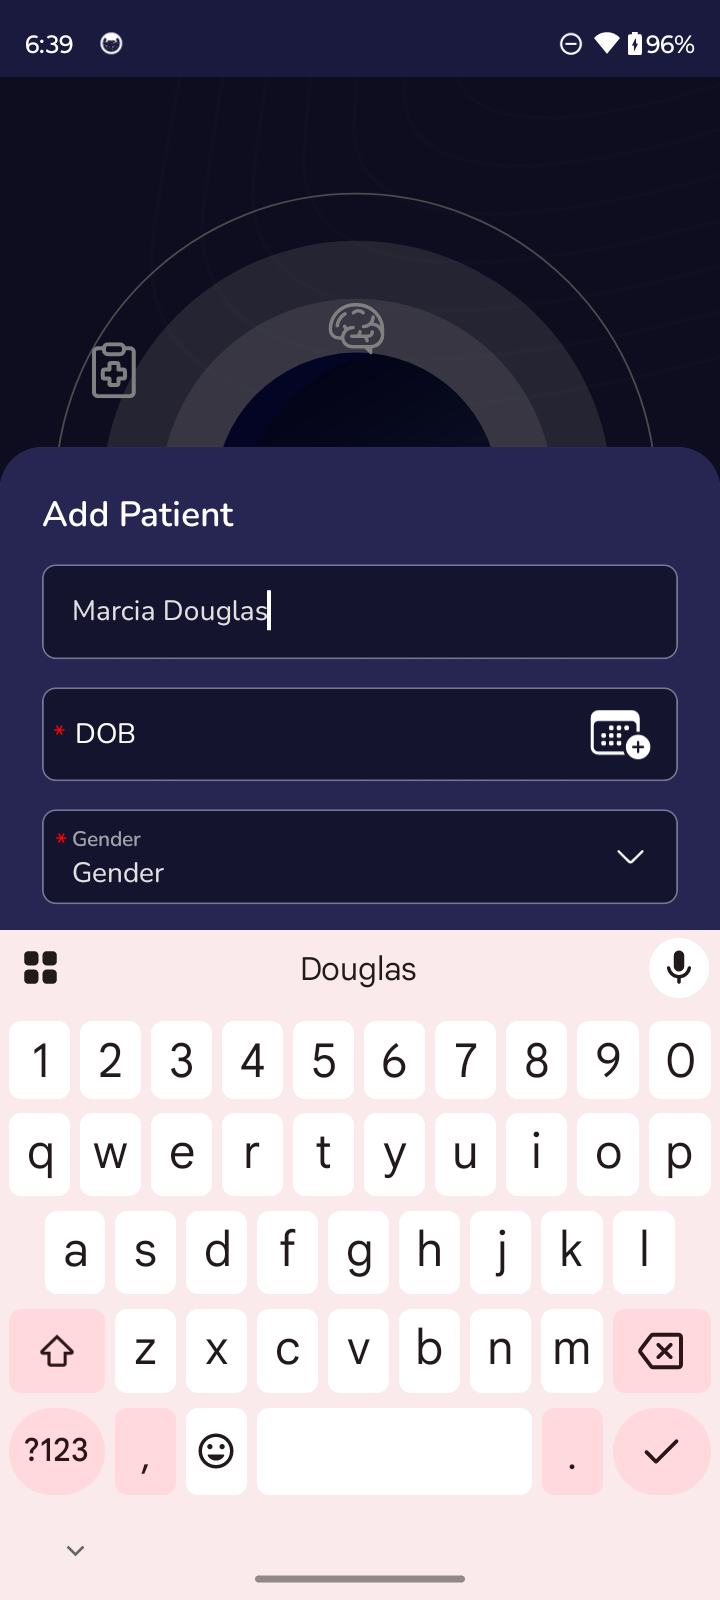 6:39
96%
Add Patient
Marcia Douglas
* DOB
* Gender
Gender
Douglas
1 2 3 4 5 6 7 8 9 0
q w e r t y u i o p
a s d f g h j k l
z x c v b n m
?123 , .